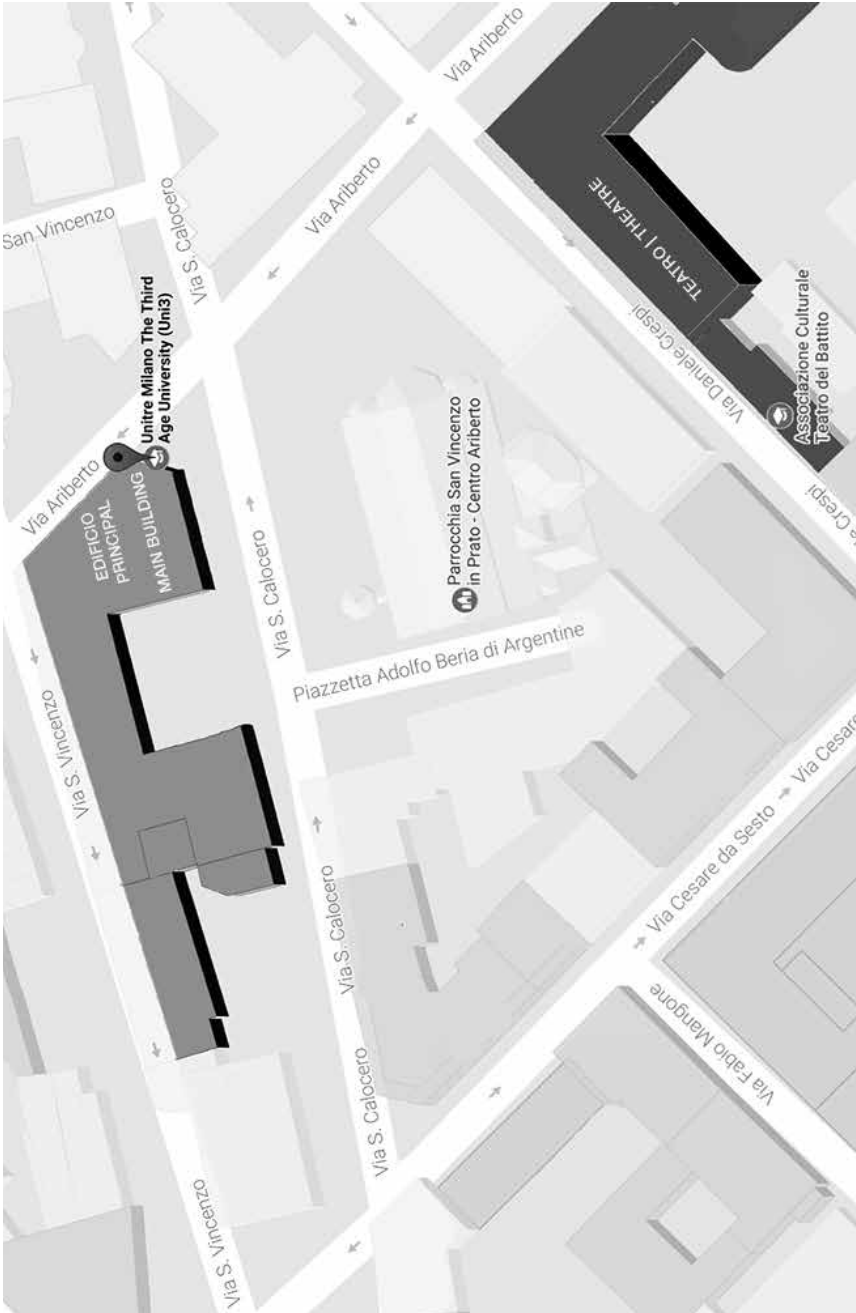 Via Ariberto
San Vincenzo
Via S. Calocero
Via Ariberto
TEATRO | THEATRE
Via Ariberto
Unitre Milano The Third
Age University (Uni3)
EDIFICIO
PRINCIPAL
MAIN BUILDING
Via Daniele Crespi
Associazione Culturale
Teatro del Battito
Parrocchia San Vincenzo
in Prato - Centro Ariberto
Via S. Calocero
Piazzetta Adolfo Beria di Argentine
le Crespi
Via S. Vincenzo
Via Cesare
Via Cesare da Sesto
Via S. Calocero
Via Fabio Mangone
Via S. Calocero
Via S. Vincenzo